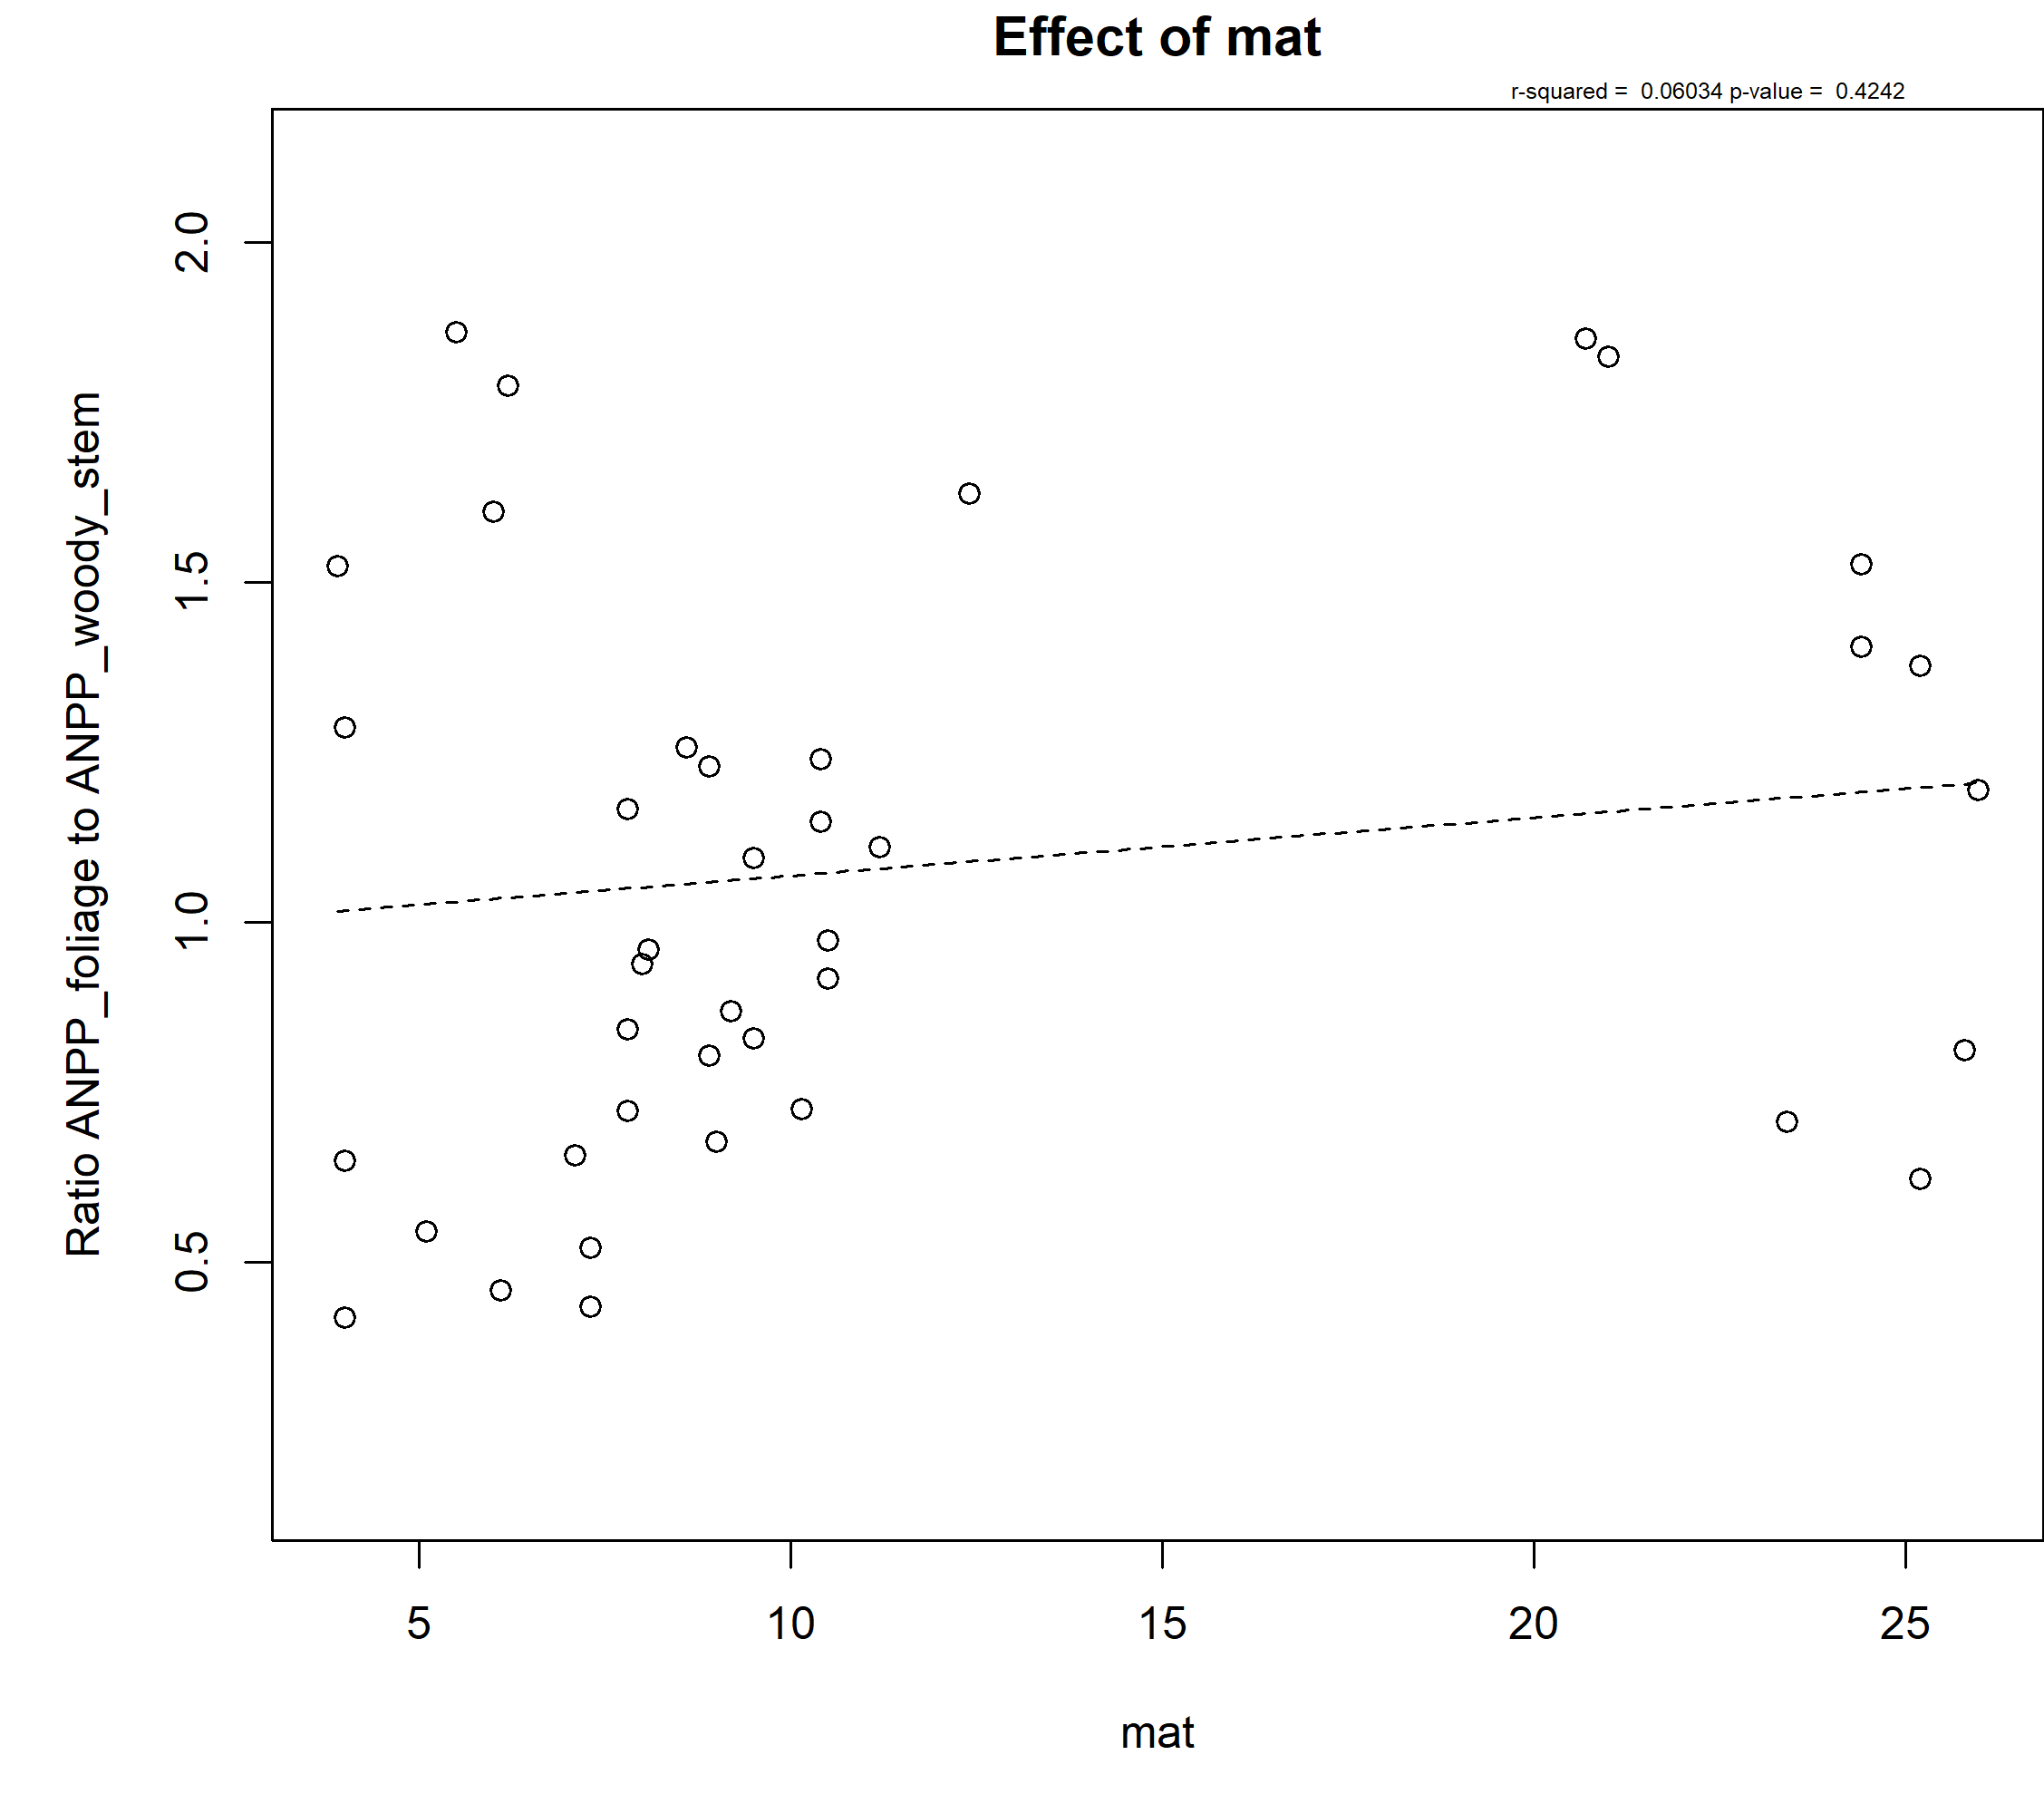 Effect of mat
r-squared = 0.06034 p-value = 0.4242
Ratio ANPP_foliage to ANPP_woody_stem
2.0
1.5
1.0
0.5
5 10 15 20 25
mat